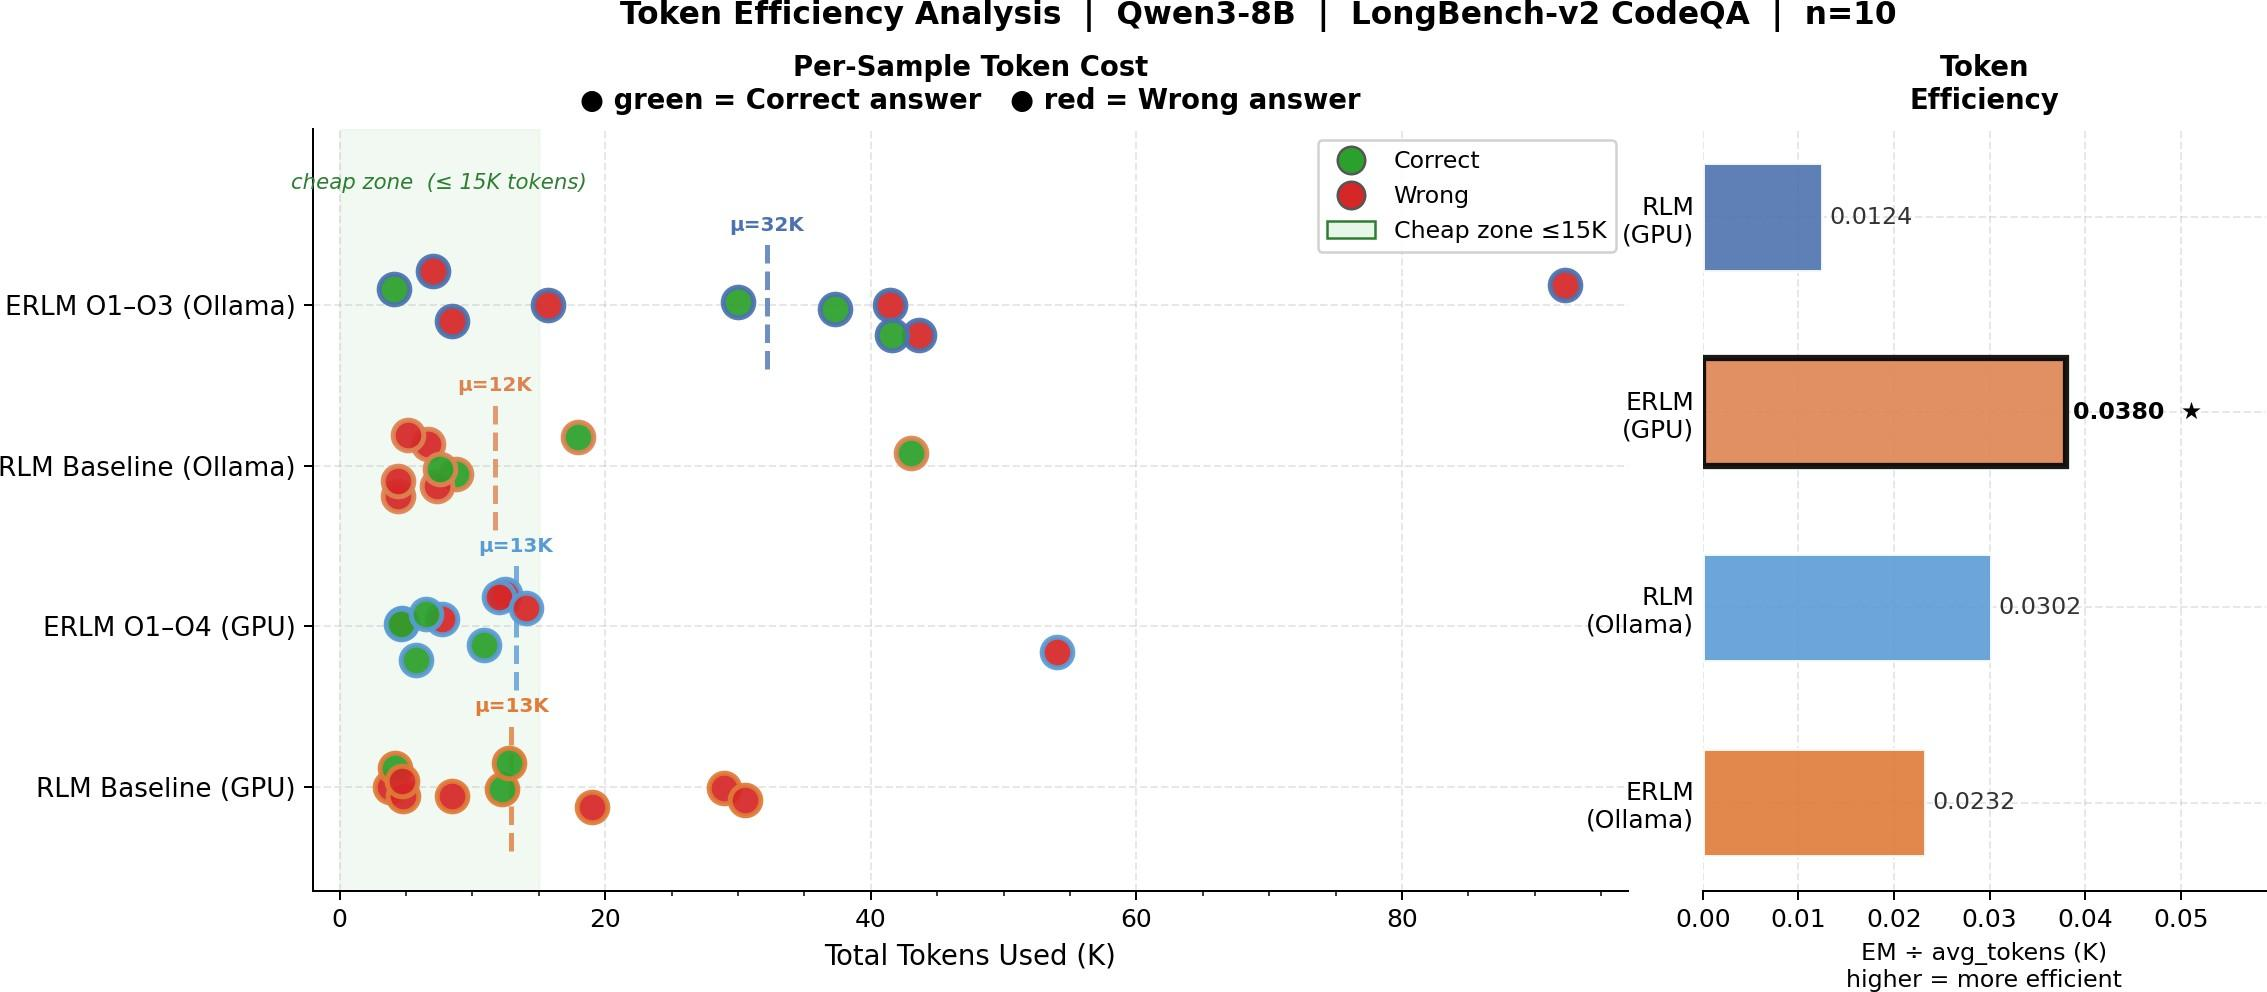 Token Efficiency Analysis | Qwen3-8B | LongBench-v2 CodeQA | n=10
Per-Sample Token Cost
● green = Correct answer ● red = Wrong answer
cheap zone (≤ 15K tokens)
Correct
Wrong
Cheap zone ≤15K
μ=32K
ERLM O1–O3 (Ollama)
μ=12K
RLM Baseline (Ollama)
μ=13K
ERLM O1–O4 (GPU)
μ=13K
RLM Baseline (GPU)
0 20 40 60 80
Total Tokens Used (K)
Token
Efficiency
RLM
(GPU)
0.0124
ERLM
(GPU)
0.0380 ★
RLM
(Ollama)
0.0302
ERLM
(Ollama)
0.0232
0.00 0.01 0.02 0.03 0.04 0.05
EM ÷ avg_tokens (K)
higher = more efficient